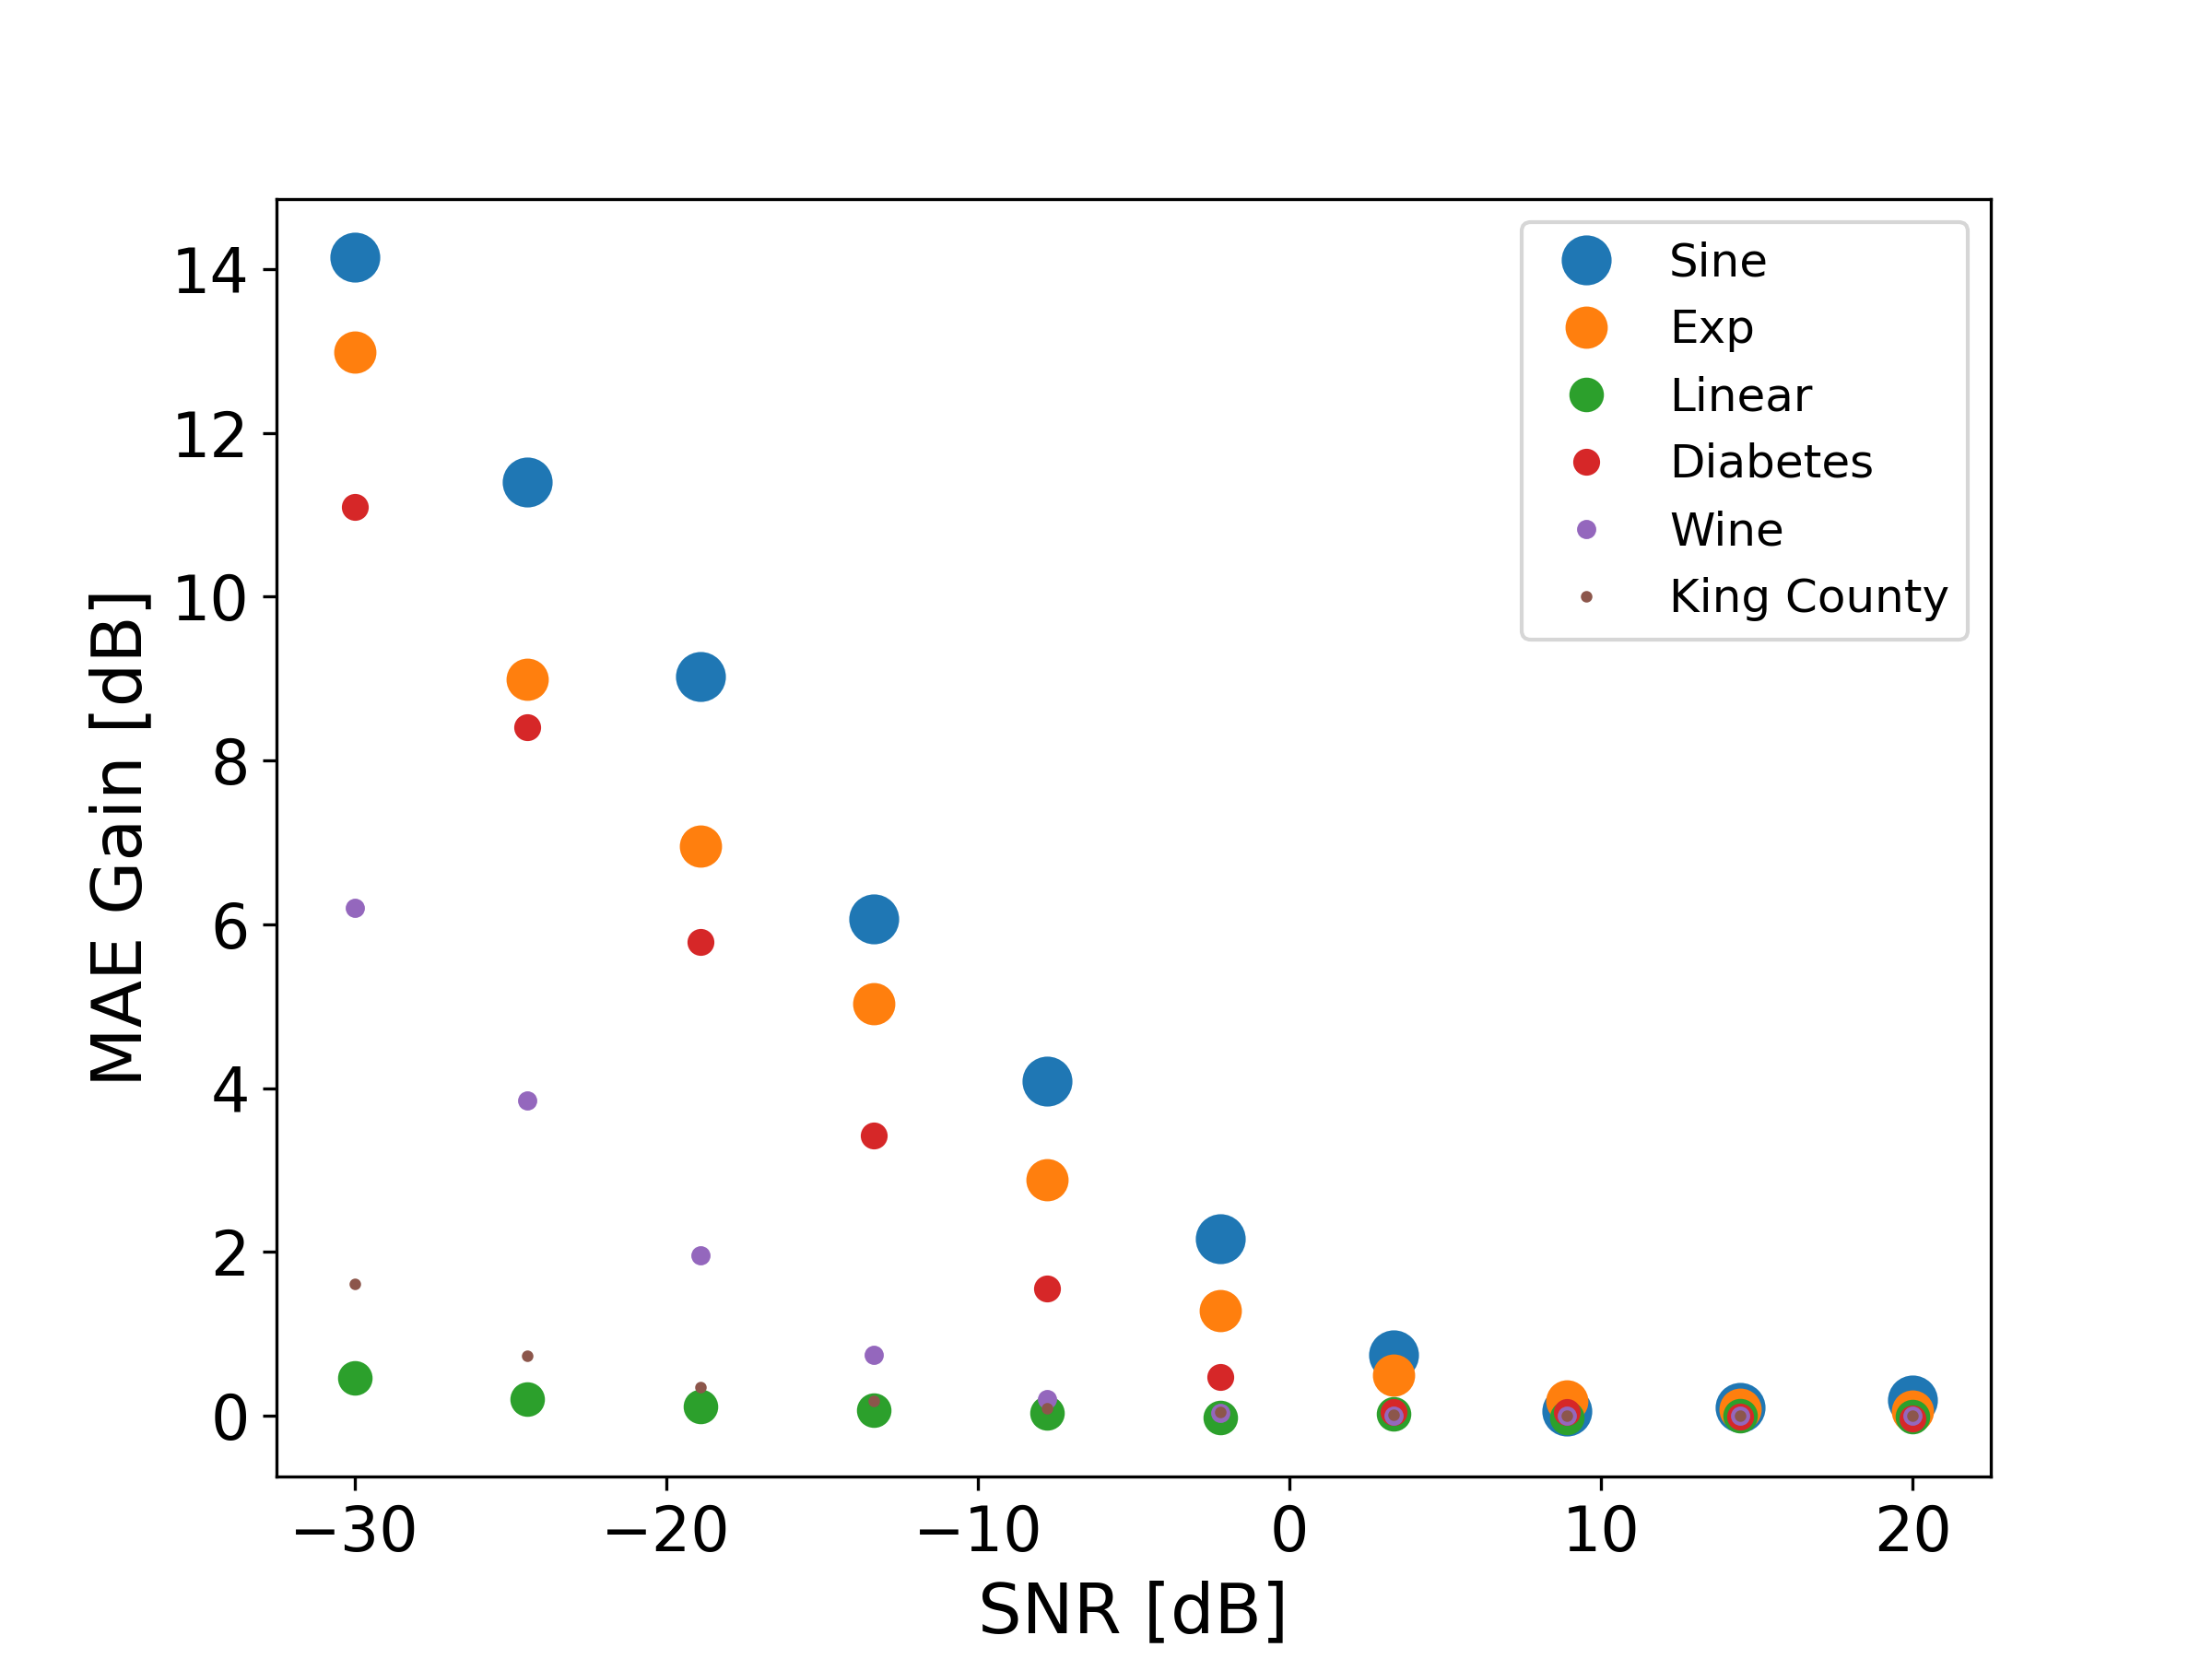 Sine
Exp
Linear
Diabetes
Wine
King County
14
12
10
8
6
4
2
0
MAE Gain [dB]
−30 −20 −10 0 10 20
SNR [dB]